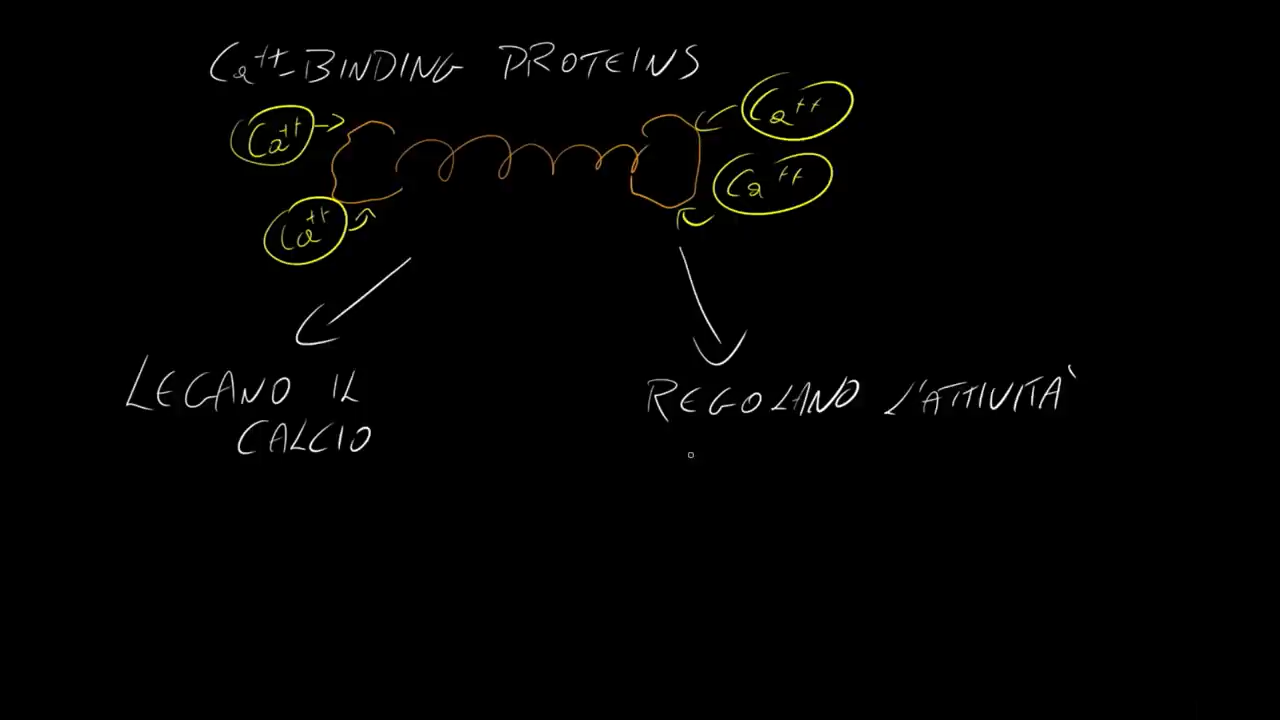 Ca++-BINDING PROTEINS
Ca++
Ca++
Ca++
Ca++
LEGANO IL
CALCIO
REGOLANO L'ATTIVITÀ